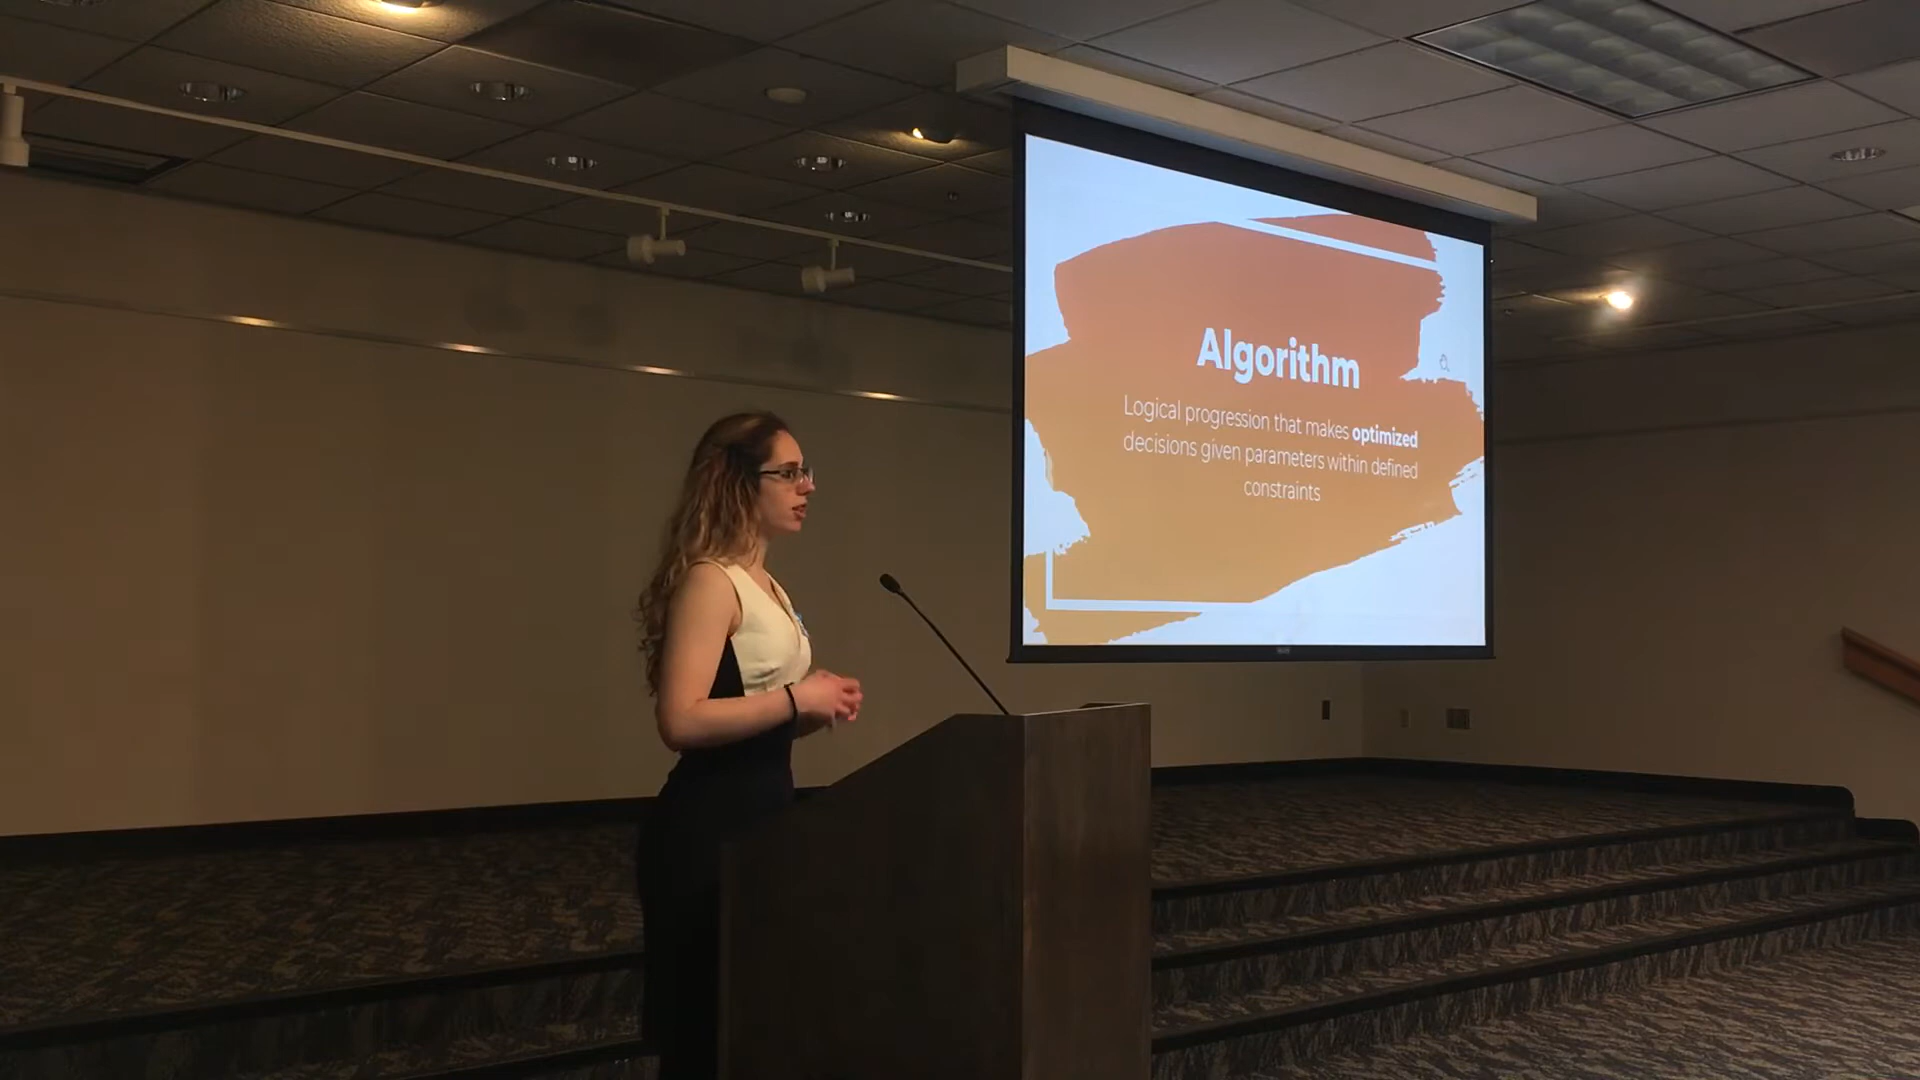 Algorithm
Logical progression that makes optimized
decisions given parameters within defined
constraints